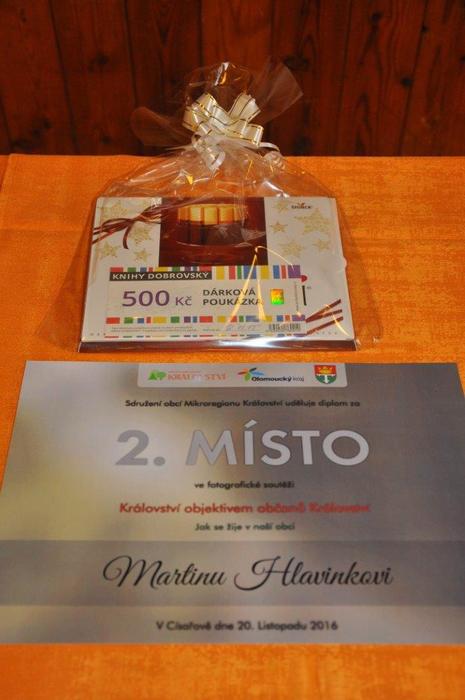 STORCK
KNIHY DOBROVSKÝ
500 Kč
DÁRKOVÁ
POUKÁZKA
KRÁLOVSTVÍ
Olomoucký kraj
Sdružení obcí Mikroregionu Království uděluje diplom za
2. MÍSTO
ve fotografické soutěži
Království objektivem občanů Království
Jak se žije v naší obci
Martinu Hlavinkovi
V Císařově dne 20. Listopadu 2016